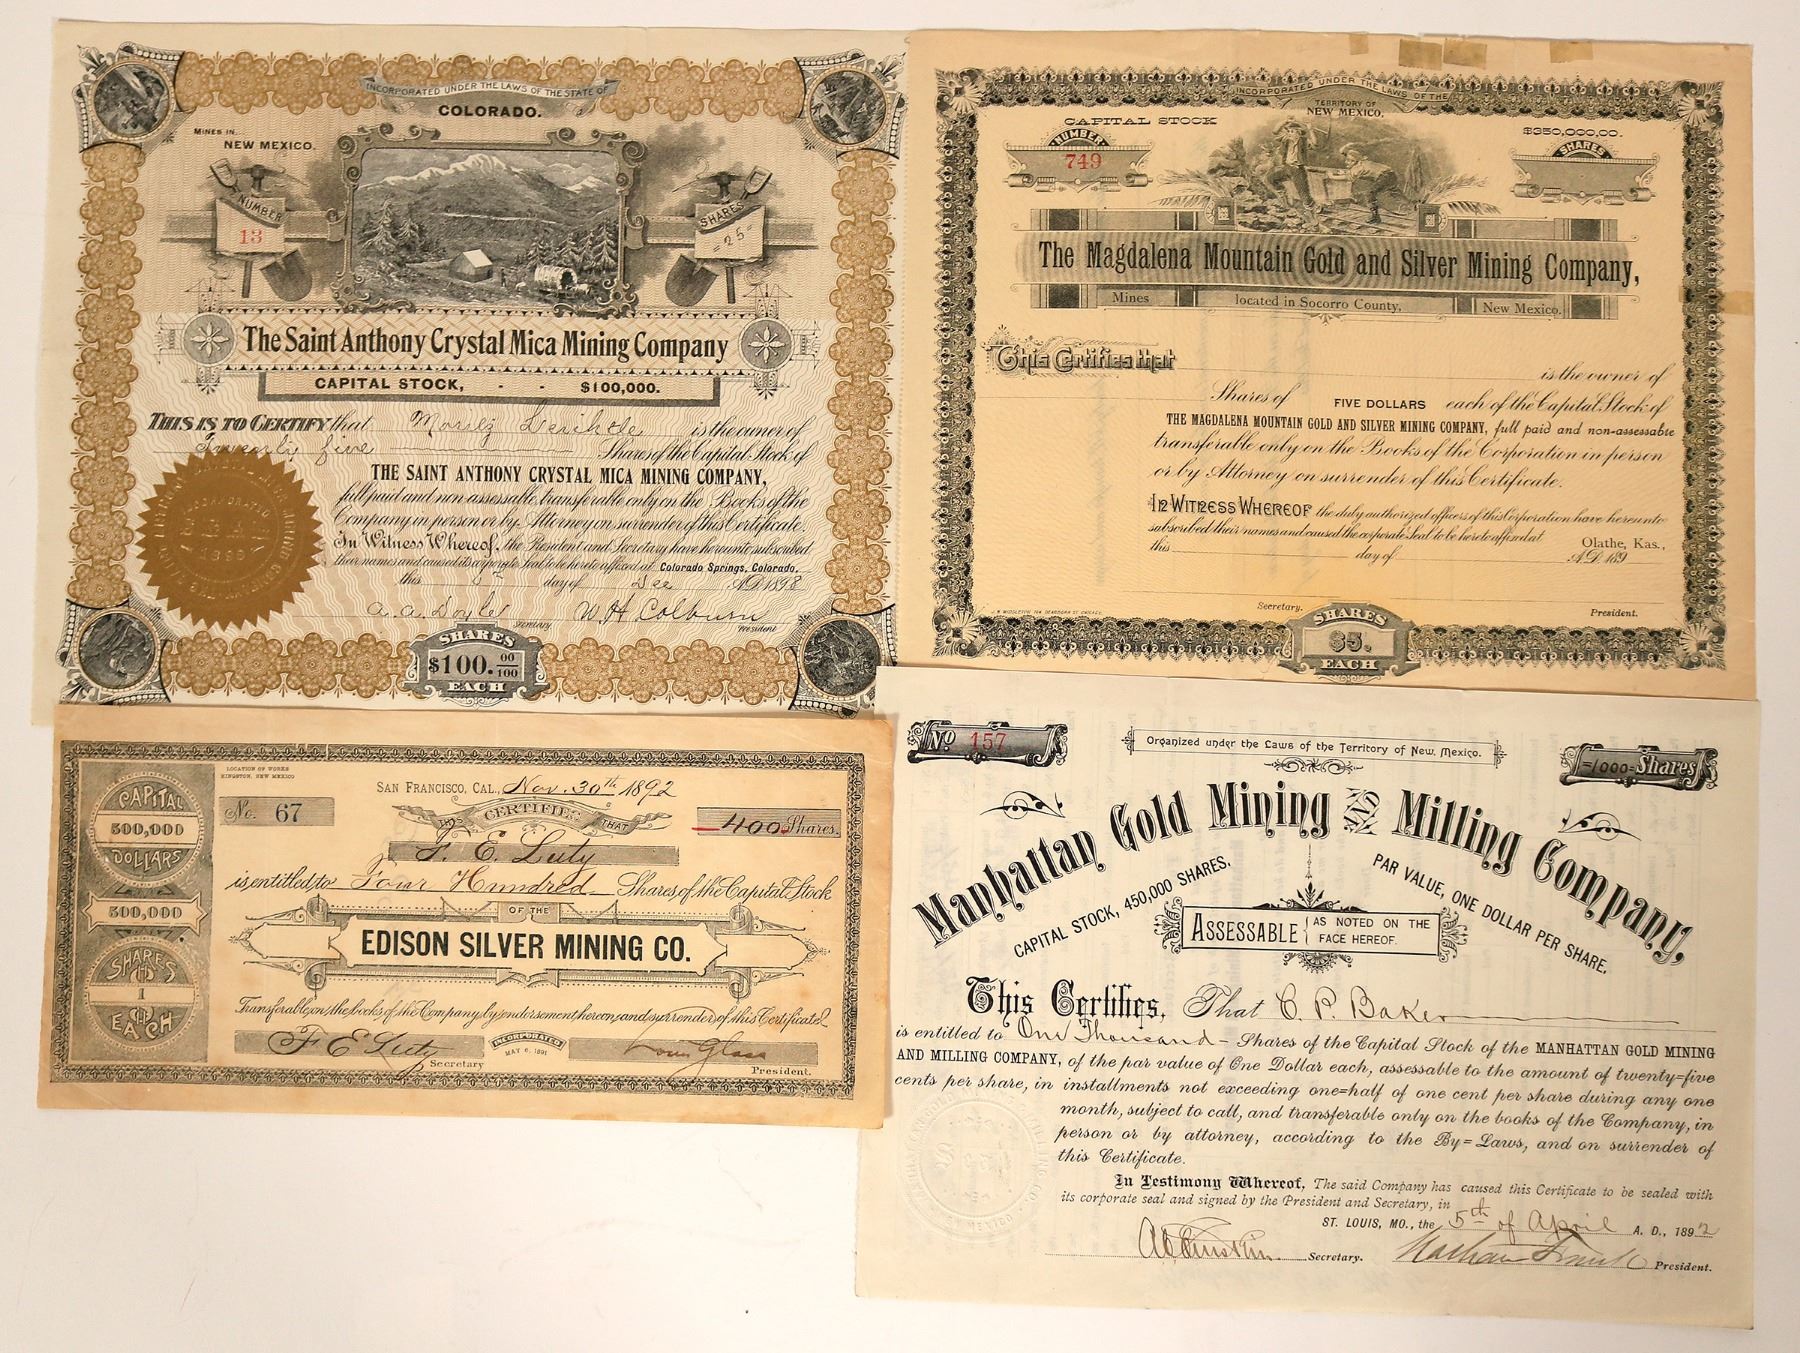 INCORPORATED UNDER THE LAWS OF THE STATE OF
COLORADO.
MINES IN
NEW MEXICO.
NUMBER
13
SHARES
=25=
The Saint Anthony Crystal Mica Mining Company
CAPITAL STOCK, - - $100,000.
THIS IS TO CERTIFY that is the owner of
five Shares of the Capital Stock of
THE SAINT ANTHONY CRYSTAL MICA MINING COMPANY,
full paid and non-assessable, transferable only on the Books of the
Company in person or by Attorney on surrender of this Certificate.
In Witness Whereof, the President and Secretary have hereunto subscribed
their names and caused its corporate Seal to be hereto affixed at Colorado Springs, Colorado,
this day of Dec A.D. 1898
A. A. Doyle Secretary W H Colburn President
SHARES
$100. 00/100
EACH
INCORPORATED UNDER THE LAWS OF THE
TERRITORY OF
NEW MEXICO.
CAPITAL STOCK
$350,000,00.
NUMBER
749
SHARES
The Magdalena Mountain Gold and Silver Mining Company,
Mines located in Socorro County, New Mexico.
This Certifies that
is the owner of
Shares of FIVE DOLLARS each of the Capital Stock of
THE MAGDALENA MOUNTAIN GOLD AND SILVER MINING COMPANY, full paid and non-assessable
transferable only on the Books of the Corporation in person
or by Attorney on surrender of this Certificate.
IN WITNESS WHEREOF the duly authorized officers of this Corporation have hereunto
subscribed their names and caused the corporate Seal to be hereto affixed at Olathe, Kas.,
this day of A.D. 189
Secretary. President.
SHARES
$5.
EACH
LOCATION OF WORKS
KINGSTON, NEW MEXICO
CAPITAL
500,000
DOLLARS
500,000
SHARES
$1
EACH
SAN FRANCISCO, CAL., Nov. 30th 1892
No. 67
THIS CERTIFIES THAT
400 Shares.
F. E. Luty
is entitled to Four Hundred Shares of the Capital Stock
OF THE
EDISON SILVER MINING CO.
Transferable on the books of the Company by endorsement hereon and surrender of this Certificate
F E Luty Secretary
INCORPORATED
MAY 6, 1891
Louis Glass President.
No 157
Organized under the Laws of the Territory of New Mexico.
=1000= Shares
Manhattan Gold Mining AND Milling Company,
CAPITAL STOCK, 450,000 SHARES.
PAR VALUE, ONE DOLLAR PER SHARE.
ASSESSABLE { AS NOTED ON THE
FACE HEREOF.
This Certifies, That C. P. Baker
is entitled to One Thousand Shares of the Capital Stock of the MANHATTAN GOLD MINING
AND MILLING COMPANY, of the par value of One Dollar each, assessable to the amount of twenty=five
cents per share, in installments not exceeding one=half of one cent per share during any one
month, subject to call, and transferable only on the books of the Company, in
person or by attorney, according to the By=Laws, and on surrender of
this Certificate.
In Testimony Whereof, The said Company has caused this Certificate to be sealed with
its corporate seal and signed by the President and Secretary, in
ST. LOUIS, MO., the 5th of April A. D., 1892
Secretary. Nathan Frank President.